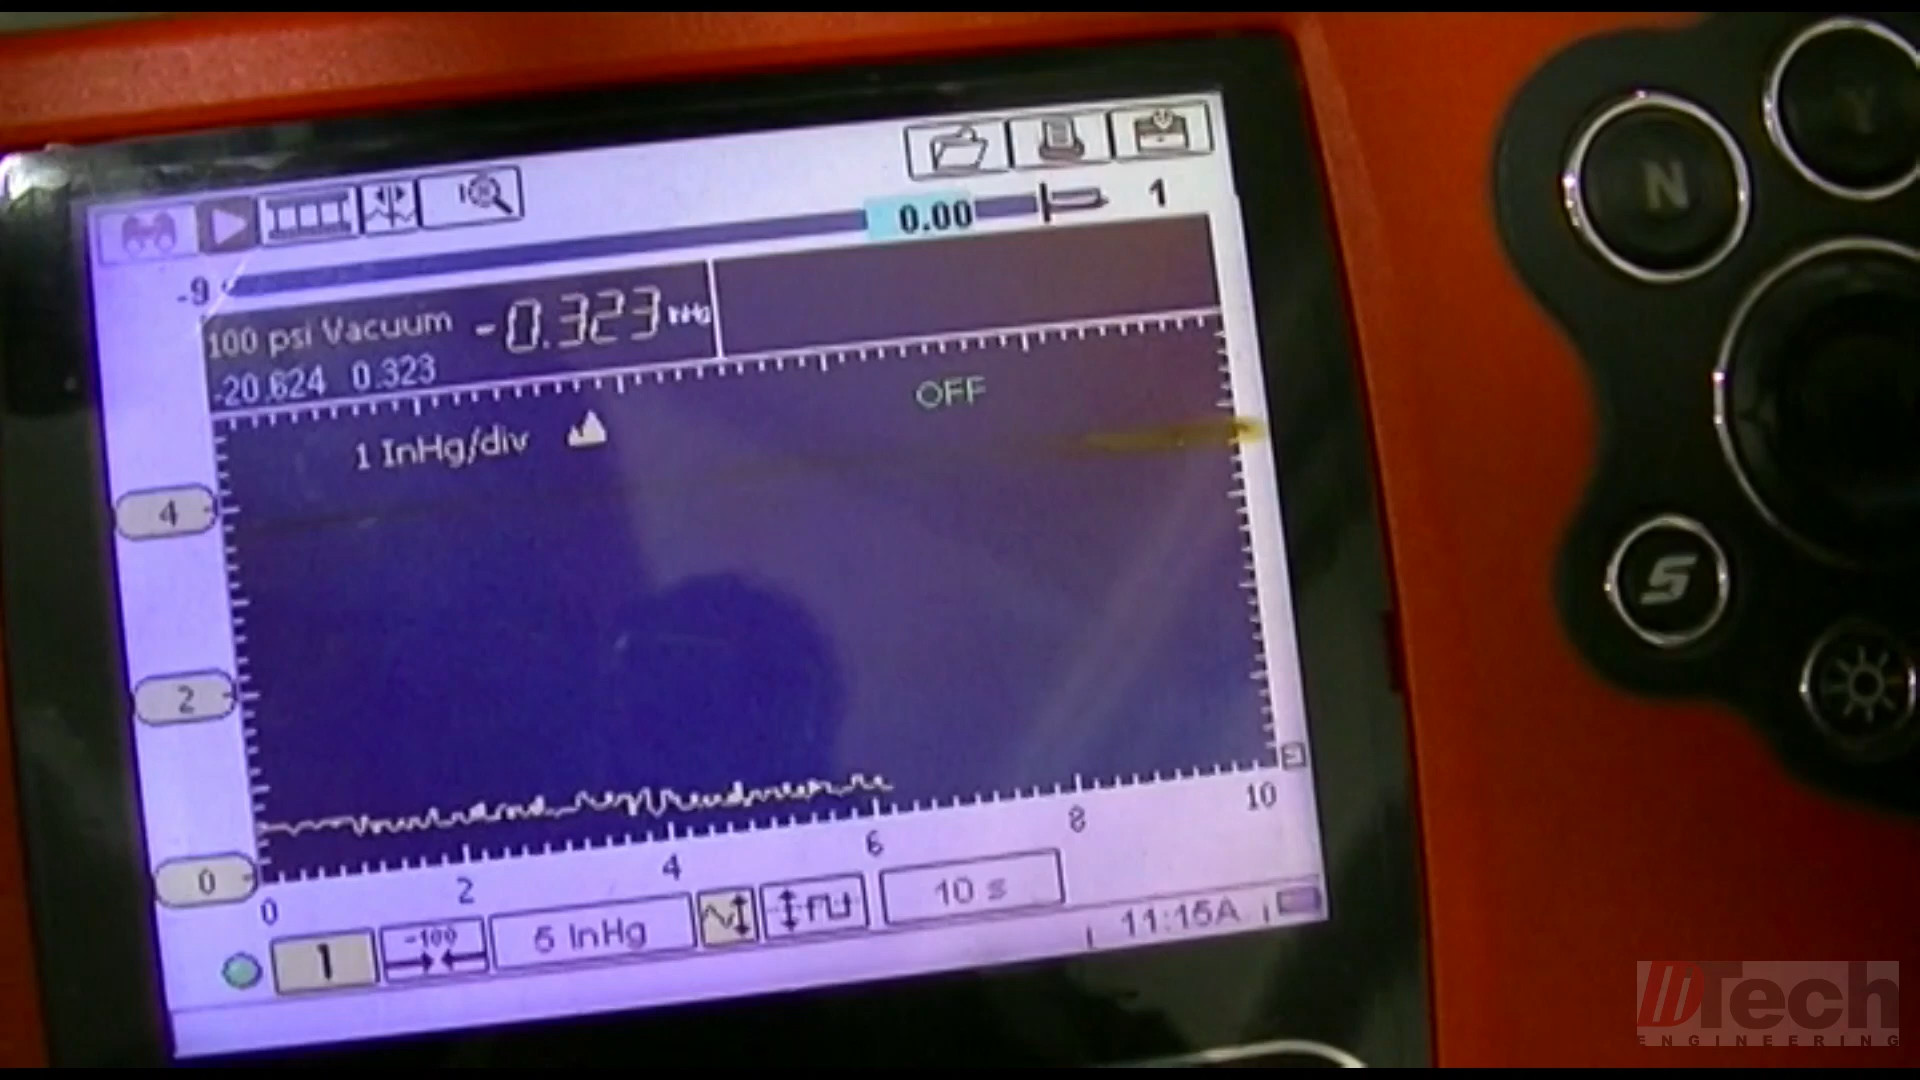 0.00 1
-9
100 psi Vacuum -0.323 InHg
-20.624 0.323
OFF
1 InHg/div
4
2
0
0 2 4 6 8 10
1 -100 5 InHg 10 s
11:15A
N
Y
S
Tech
ENGINEERING